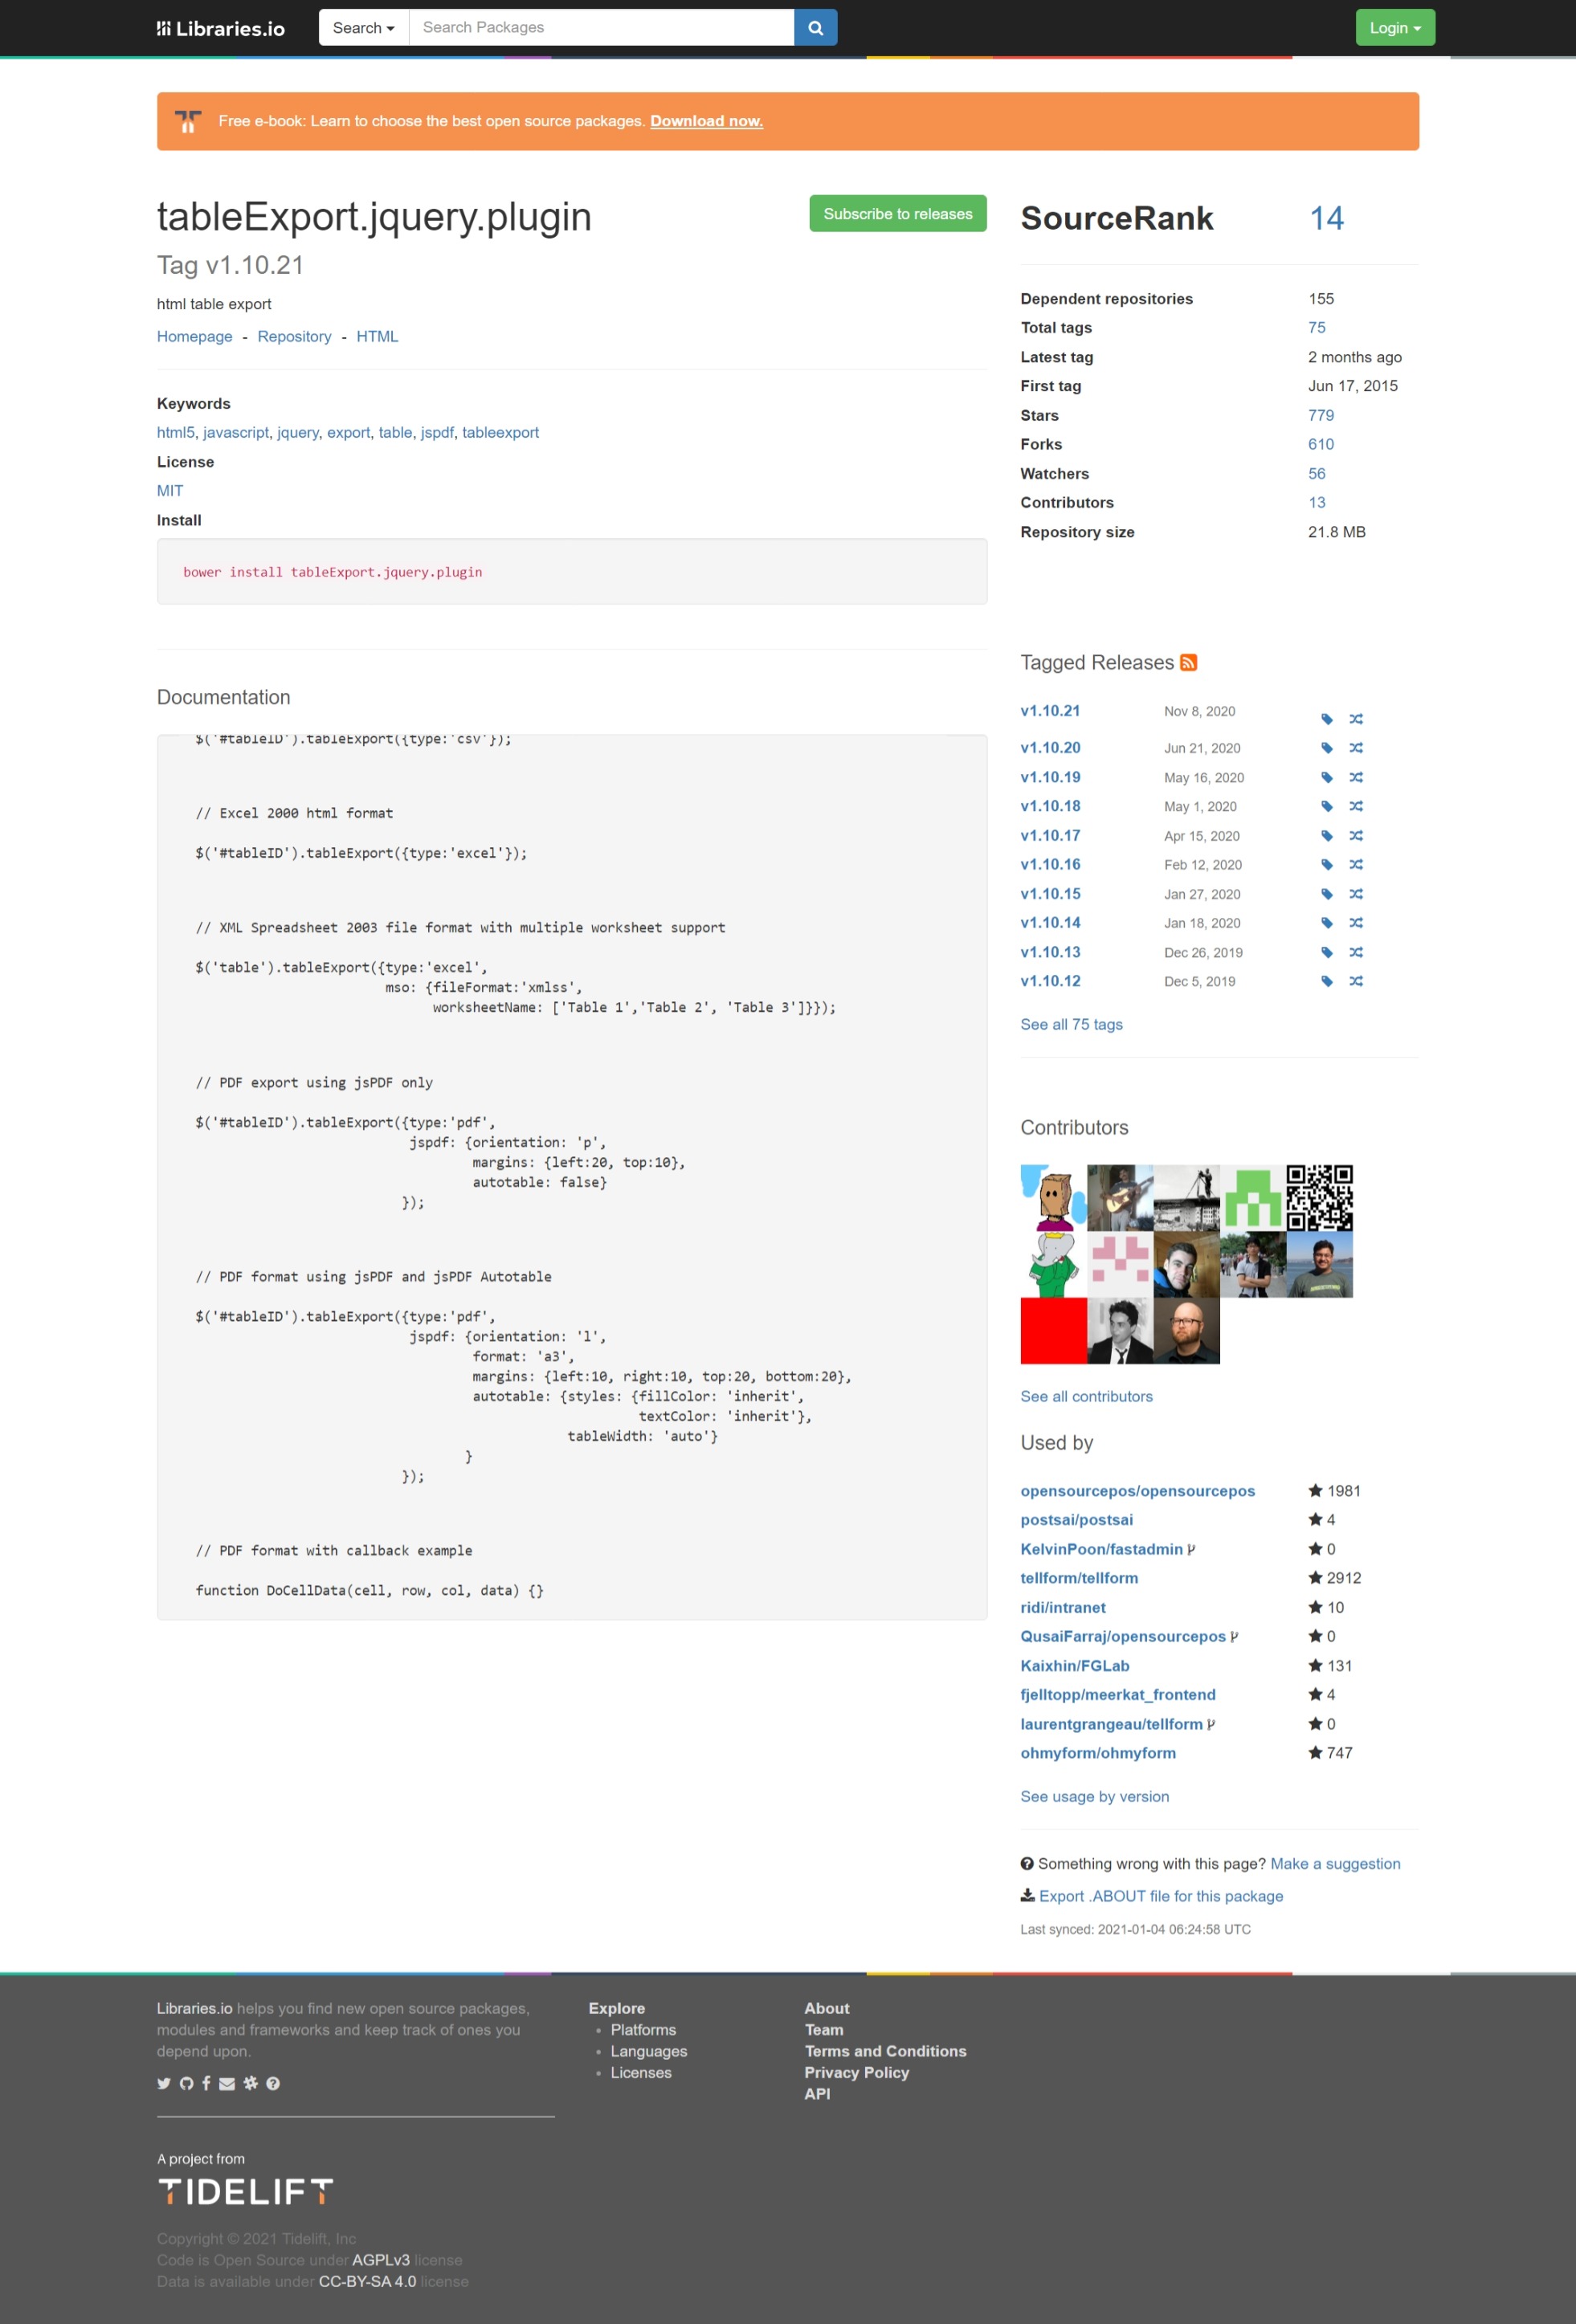 Libraries.io
Search
Search Packages
Login
Free e-book: Learn to choose the best open source packages. Download now.
tableExport.jquery.plugin
Subscribe to releases
Tag v1.10.21
html table export
Homepage - Repository - HTML
Keywords
html5, javascript, jquery, export, table, jspdf, tableexport
License
MIT
Install
bower install tableExport.jquery.plugin
Documentation
$('#tableID').tableExport({type:'csv'});
// Excel 2000 html format
$('#tableID').tableExport({type:'excel'});
// XML Spreadsheet 2003 file format with multiple worksheet support
$('table').tableExport({type:'excel',
mso: {fileFormat:'xmlss',
worksheetName: ['Table 1','Table 2', 'Table 3']}});
// PDF export using jsPDF only
$('#tableID').tableExport({type:'pdf',
jspdf: {orientation: 'p',
margins: {left:20, top:10},
autotable: false}
});
// PDF format using jsPDF and jsPDF Autotable
$('#tableID').tableExport({type:'pdf',
jspdf: {orientation: 'l',
format: 'a3',
margins: {left:10, right:10, top:20, bottom:20},
autotable: {styles: {fillColor: 'inherit',
textColor: 'inherit'},
tableWidth: 'auto'}
}
});
// PDF format with callback example
function DoCellData(cell, row, col, data) {}
SourceRank 14
Dependent repositories 155
Total tags 75
Latest tag 2 months ago
First tag Jun 17, 2015
Stars 779
Forks 610
Watchers 56
Contributors 13
Repository size 21.8 MB
Tagged Releases
v1.10.21 Nov 8, 2020
v1.10.20 Jun 21, 2020
v1.10.19 May 16, 2020
v1.10.18 May 1, 2020
v1.10.17 Apr 15, 2020
v1.10.16 Feb 12, 2020
v1.10.15 Jan 27, 2020
v1.10.14 Jan 18, 2020
v1.10.13 Dec 26, 2019
v1.10.12 Dec 5, 2019
See all 75 tags
Contributors
See all contributors
Used by
opensourcepos/opensourcepos 1981
postsai/postsai 4
KelvinPoon/fastadmin 0
tellform/tellform 2912
ridi/intranet 10
QusaiFarraj/opensourcepos 0
Kaixhin/FGLab 131
fjelltopp/meerkat_frontend 4
laurentgrangeau/tellform 0
ohmyform/ohmyform 747
See usage by version
Something wrong with this page? Make a suggestion
Export .ABOUT file for this package
Last synced: 2021-01-04 06:24:58 UTC
Libraries.io helps you find new open source packages,
modules and frameworks and keep track of ones you
depend upon.
Explore
Platforms
Languages
Licenses
About
Team
Terms and Conditions
Privacy Policy
API
A project from
TIDELIFT
Copyright © 2021 Tidelift, Inc
Code is Open Source under AGPLv3 license
Data is available under CC-BY-SA 4.0 license